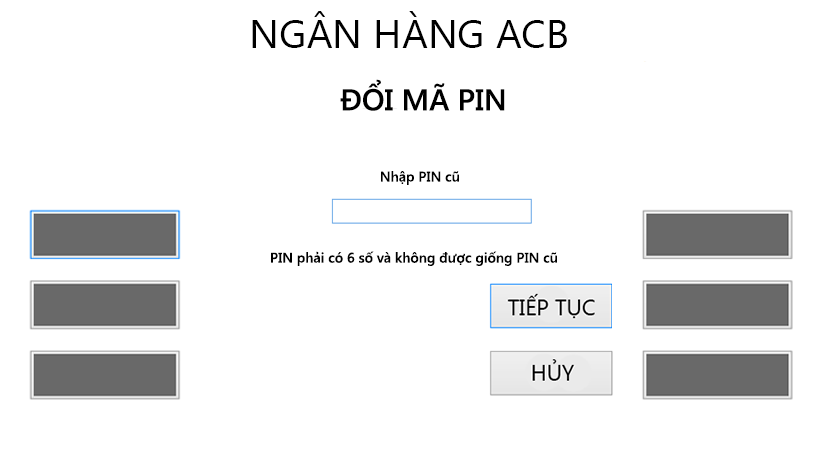 NGÂN HÀNG ACB
ĐỔI MÃ PIN
Nhập PIN cũ
PIN phải có 6 số và không được giống PIN cũ
TIẾP TỤC
HỦY